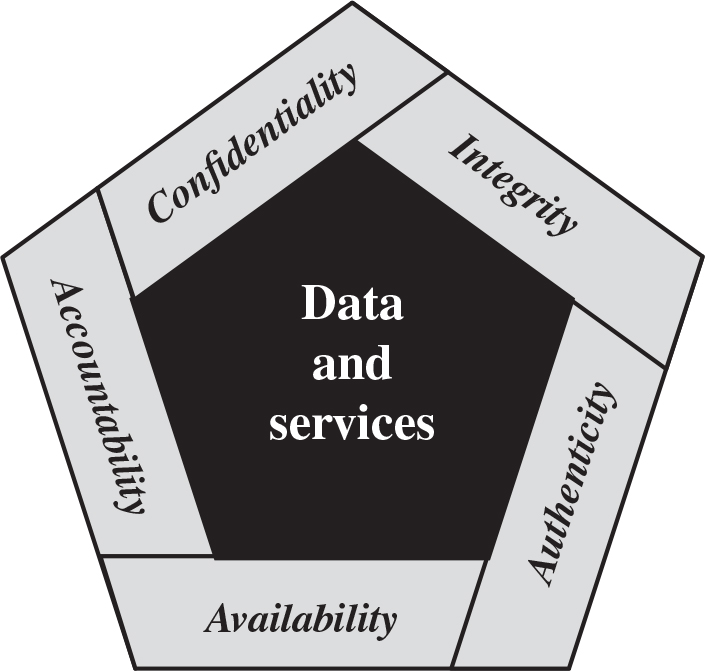 Confidentiality
Integrity
Accountability
Data
and
services
Authenticity
Availability